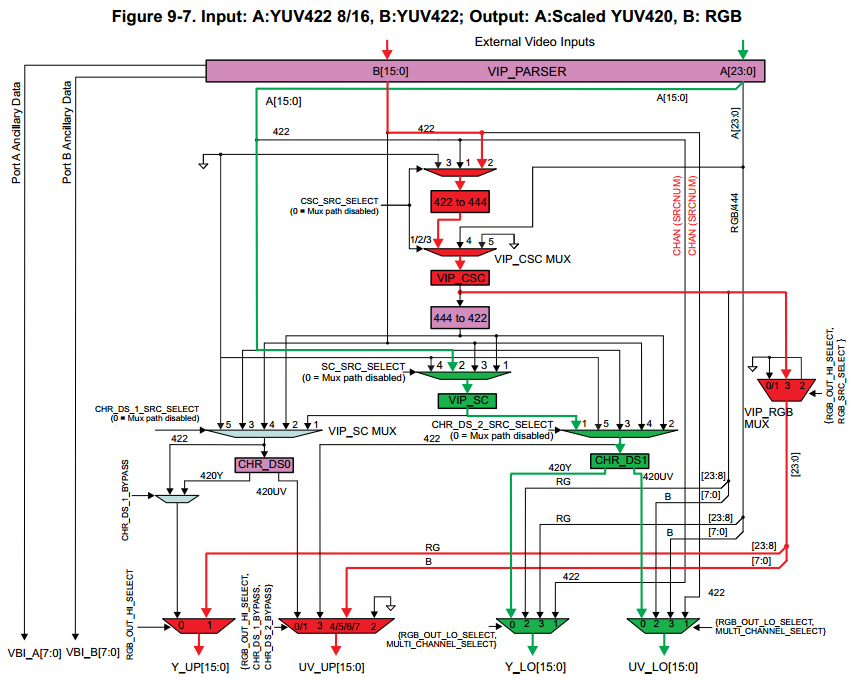 Figure 9-7. Input: A:YUV422 8/16, B:YUV422; Output: A:Scaled YUV420, B: RGB
External Video Inputs
B[15:0]
VIP_PARSER
A[23:0]
A[15:0]
A[15:0]
Port A Ancillary Data
Port B Ancillary Data
A[23:0]
422
422
3 1 2
CSC_SRC_SELECT
(0 = Mux path disabled)
422 to 444
CHAN (SRCNUM)
CHAN (SRCNUM)
RGB/444
1/2/3 4 5
VIP_CSC MUX
VIP_CSC
444 to 422
SC_SRC_SELECT
(0 = Mux path disabled)
4 2 3 1
VIP_SC
0/1 3 2
VIP_RGB
MUX
{RGB_OUT_HI_SELECT,
RGB_SRC_SELECT }
CHR_DS_1_SRC_SELECT
(0 = Mux path disabled)
5 3 4 2 1
VIP_SC MUX
CHR_DS_2_SRC_SELECT
(0 = Mux path disabled)
1 5 3 4 2
422
422
CHR_DS0
CHR_DS1
[23:0]
420Y
420UV
420Y
420UV
CHR_DS_1_BYPASS
RG
[23:8]
B
[7:0]
RG
[23:8]
B
[7:0]
RG
[23:8]
B
[7:0]
422
422
RGB_OUT_HI_SELECT
0 1
{RGB_OUT_HI_SELECT,
CHR_DS_1_BYPASS,
CHR_DS_2_BYPASS}
0/1 3 4/5/6/7 2
{RGB_OUT_LO_SELECT,
MULTI_CHANNEL_SELECT}
0 2 3 1
0 2 3 1
{RGB_OUT_LO_SELECT,
MULTI_CHANNEL_SELECT}
VBI_A[7:0]
VBI_B[7:0]
Y_UP[15:0]
UV_UP[15:0]
Y_LO[15:0]
UV_LO[15:0]